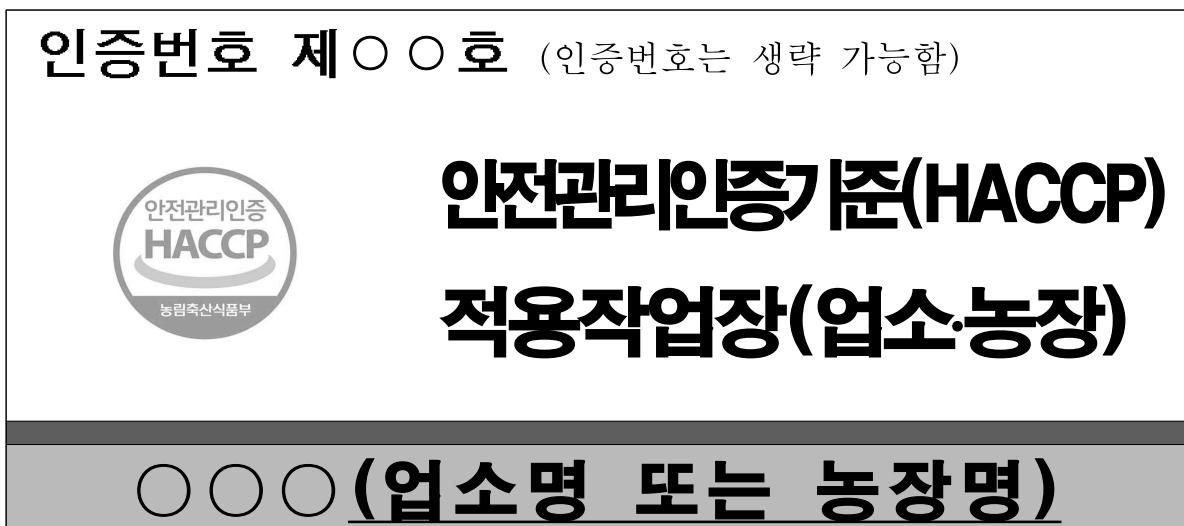 인증번호 제○○호 (인증번호는 생략 가능함)
안전관리인증
HACCP
농림축산식품부
안전관리인증기준(HACCP)
적용작업장(업소·농장)
○○○(업소명 또는 농장명)